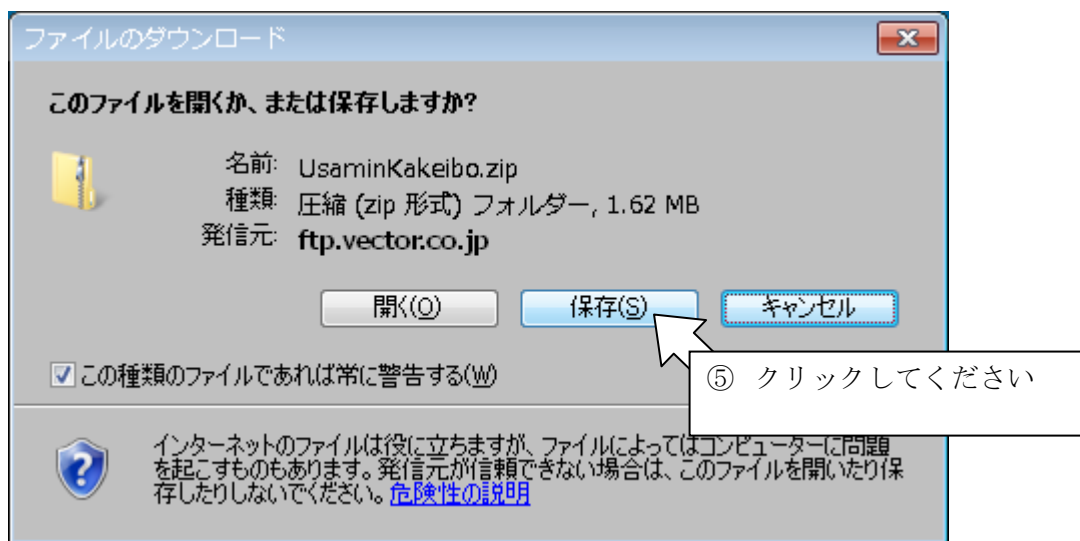 ファイルのダウンロード
このファイルを開くか、または保存しますか?
名前: UsaminKakeibo.zip
種類: 圧縮 (zip 形式) フォルダー, 1.62 MB
発信元: ftp.vector.co.jp
開く(O) 保存(S) キャンセル
この種類のファイルであれば常に警告する(W)
⑤ クリックしてください
インターネットのファイルは役に立ちますが、ファイルによってはコンピューターに問題
を起こすものもあります。発信元が信頼できない場合は、このファイルを開いたり保
存したりしないでください。危険性の説明